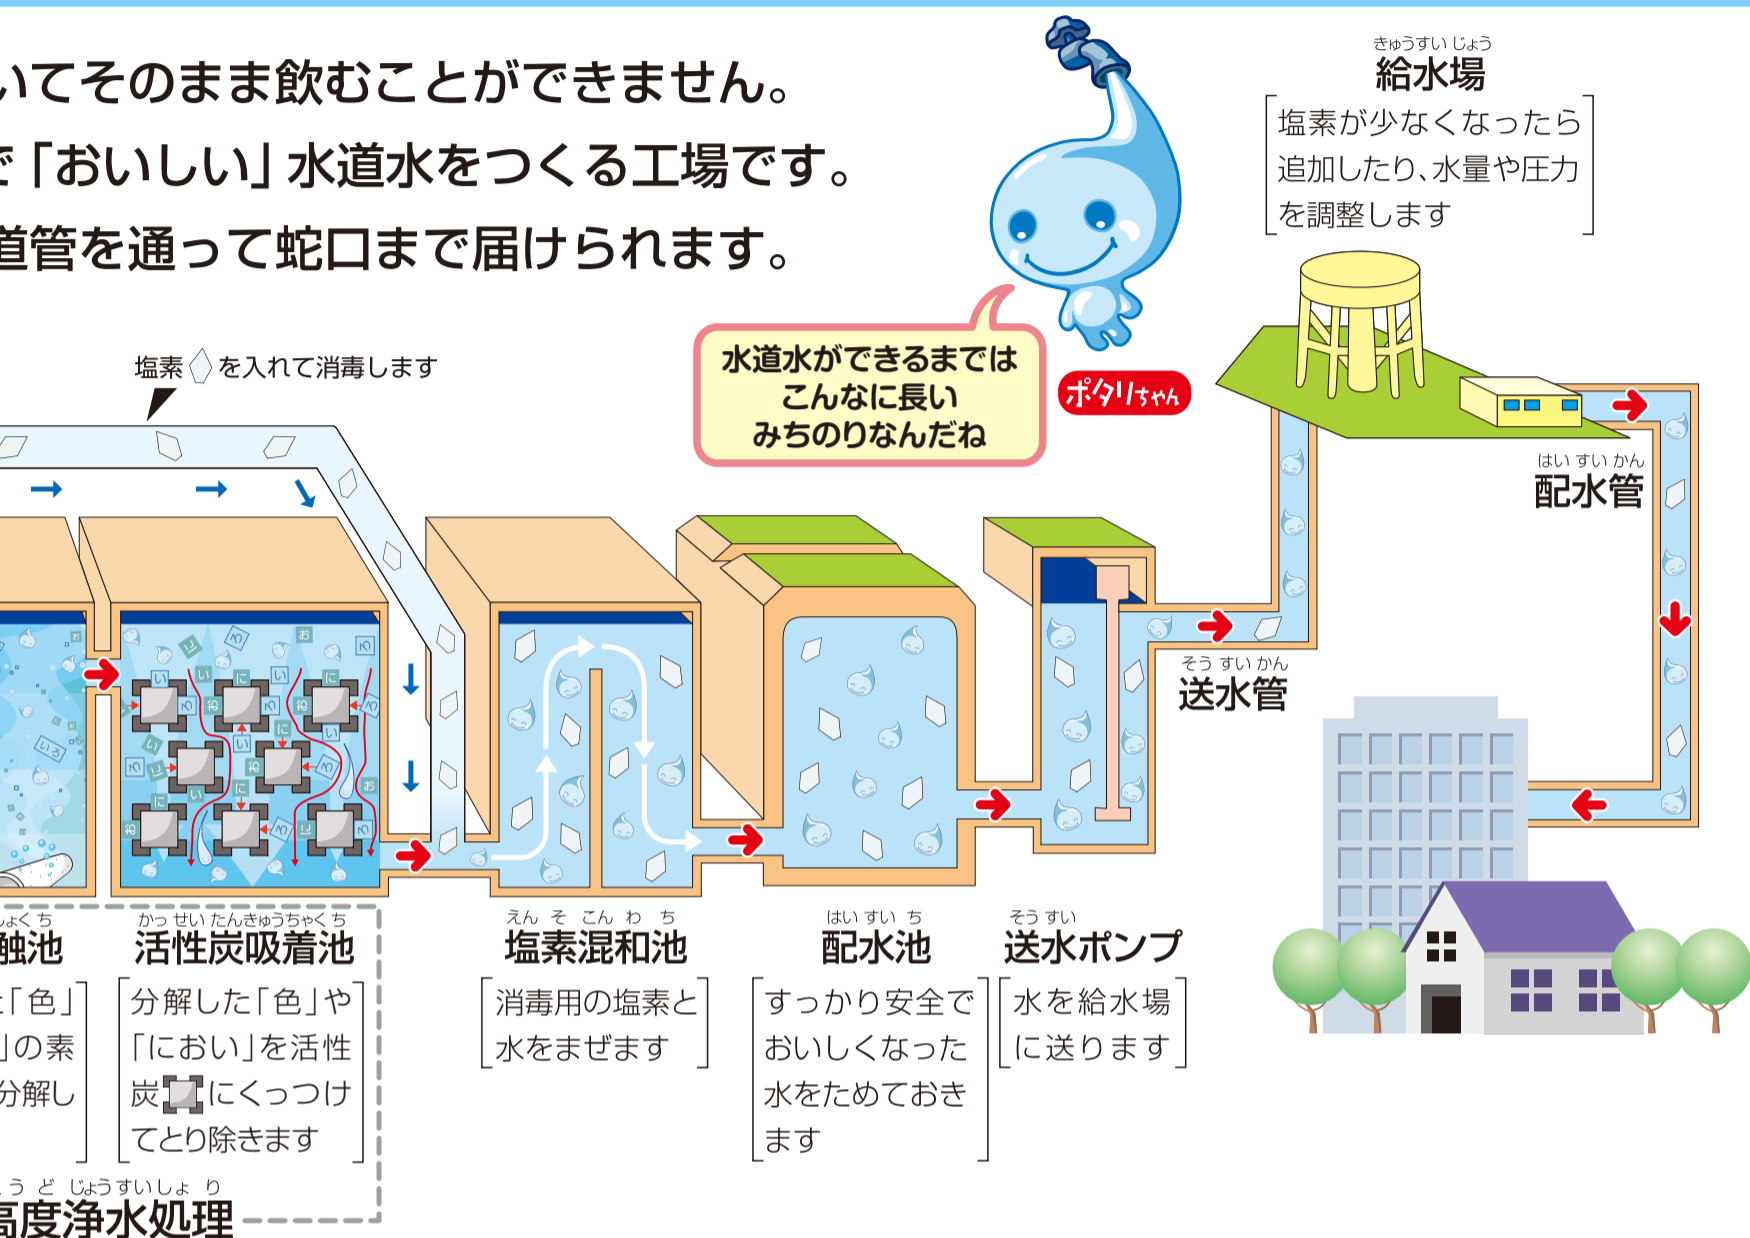 いてそのまま飲むことができません。
で「おいしい」水道水をつくる工場です。
道管を通って蛇口まで届けられます。
きゅうすいじょう
給水場
塩素が少なくなったら
追加したり、水量や圧力
を調整します
塩素 を入れて消毒します
水道水ができるまでは
こんなに長い
みちのりなんだね
ポタリちゃん
はいすいかん
配水管
そうすいかん
送水管
ょくち
触池
「色」
」の素
分解し
かっせいたんきゅうちゃくち
活性炭吸着池
分解した「色」や
「におい」を活性
炭 にくっつけ
てとり除きます
えんそこんわち
塩素混和池
消毒用の塩素と
水をまぜます
はいすいち
配水池
すっかり安全で
おいしくなった
水をためておき
ます
そうすい
送水ポンプ
水を給水場
に送ります
うどじょうすいしょり
高度浄水処理